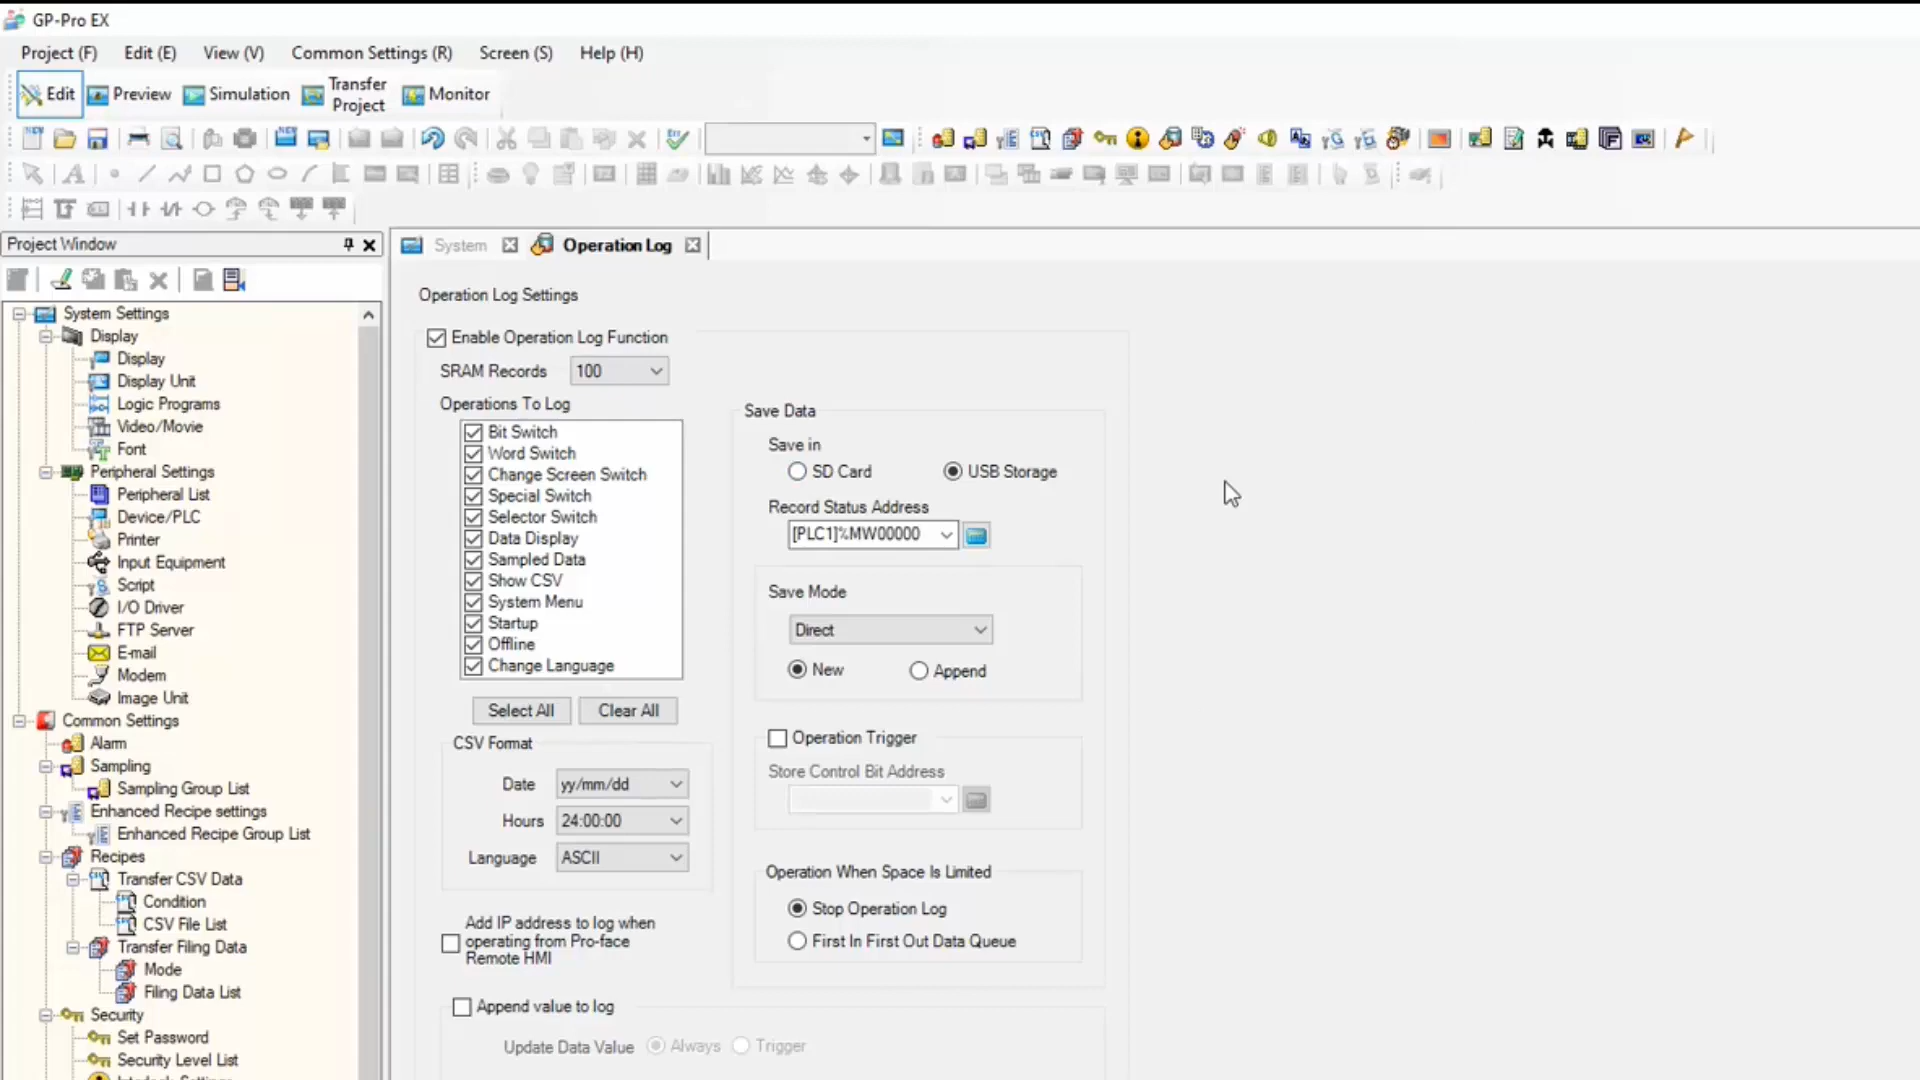 GP-Pro EX
Project (F) Edit (E) View (V) Common Settings (R) Screen (S) Help (H)
Edit Preview Simulation Transfer Project Monitor
Project Window
System Operation Log
System Settings
Display
Display
Display Unit
Logic Programs
Video/Movie
Font
Peripheral Settings
Peripheral List
Device/PLC
Printer
Input Equipment
Script
I/O Driver
FTP Server
E-mail
Modem
Image Unit
Common Settings
Alarm
Sampling
Sampling Group List
Enhanced Recipe settings
Enhanced Recipe Group List
Recipes
Transfer CSV Data
Condition
CSV File List
Transfer Filing Data
Mode
Filing Data List
Security
Set Password
Security Level List
Operation Log Settings
Enable Operation Log Function
SRAM Records 100
Operations To Log
Bit Switch
Word Switch
Change Screen Switch
Special Switch
Selector Switch
Data Display
Sampled Data
Show CSV
System Menu
Startup
Offline
Change Language
Select All Clear All
CSV Format
Date yy/mm/dd
Hours 24:00:00
Language ASCII
Add IP address to log when
operating from Pro-face
Remote HMI
Append value to log
Update Data Value Always Trigger
Save Data
Save in
SD Card USB Storage
Record Status Address
[PLC1]%MW00000
Save Mode
Direct
New Append
Operation Trigger
Store Control Bit Address
Operation When Space Is Limited
Stop Operation Log
First In First Out Data Queue